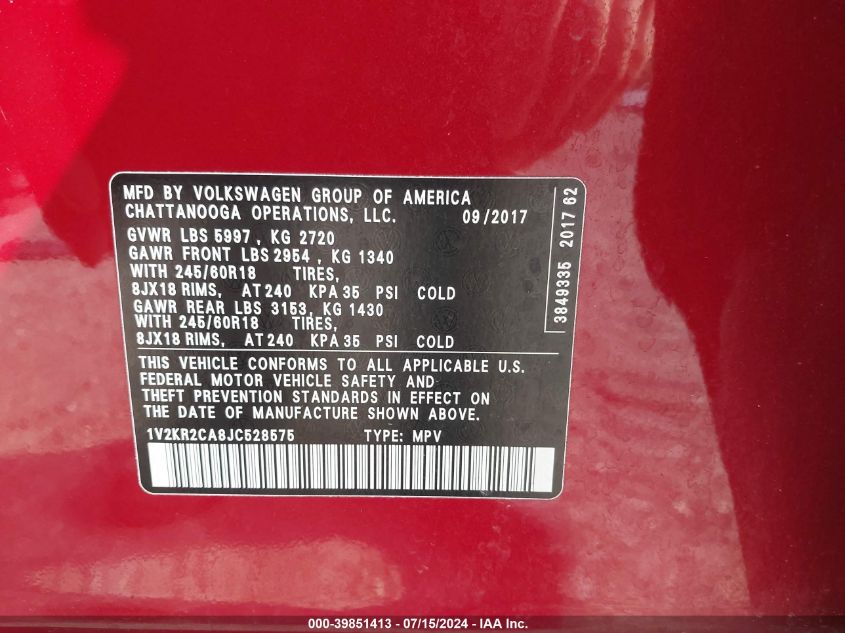 MFD BY VOLKSWAGEN GROUP OF AMERICA
CHATTANOOGA OPERATIONS, LLC. 09/2017
GVWR LBS 5997, KG 2720
GAWR FRONT LBS 2954, KG 1340
WITH 245/60R18 TIRES,
8JX18 RIMS, AT 240 KPA 35 PSI COLD
GAWR REAR LBS 3153, KG 1430
WITH 245/60R18 TIRES,
8JX18 RIMS, AT 240 KPA 35 PSI COLD
THIS VEHICLE CONFORMS TO ALL APPLICABLE U.S.
FEDERAL MOTOR VEHICLE SAFETY AND
THEFT PREVENTION STANDARDS IN EFFECT ON
THE DATE OF MANUFACTURE SHOWN ABOVE.
1V2KR2CA8JC528575 TYPE: MPV
3849335 2017 62
000-39851413 - 07/15/2024 - IAA Inc.